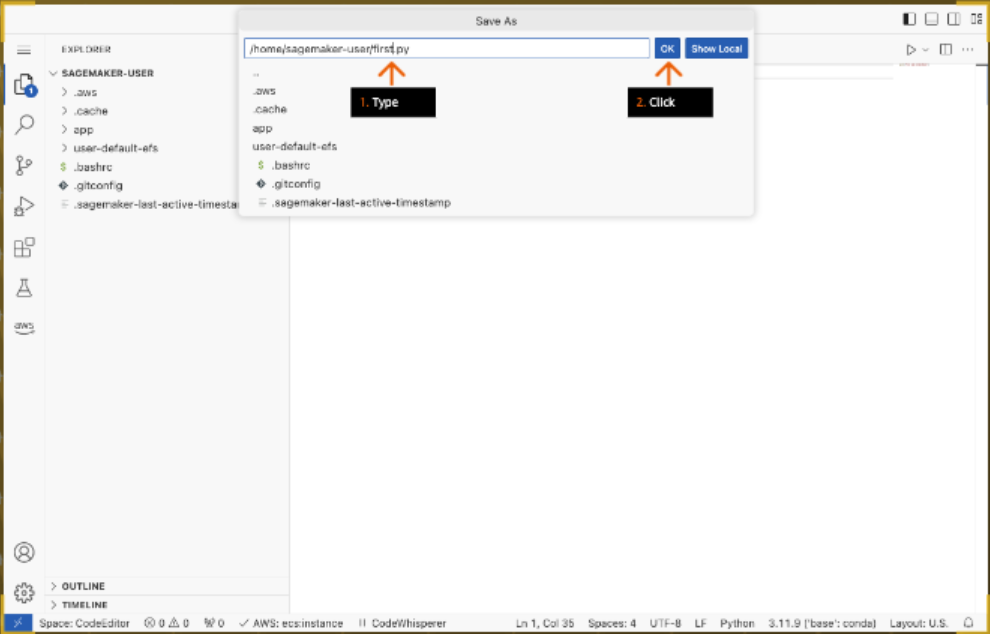 Save As
/home/sagemaker-user/first.py
OK
Show Local
..
.aws
.cache
app
user-default-efs
$ .bashrc
.gitconfig
.sagemaker-last-active-timestamp
1. Type
2. Click
EXPLORER
SAGEMAKER-USER
.aws
.cache
app
user-default-efs
$ .bashrc
.gitconfig
.sagemaker-last-active-timesta
1
aws
OUTLINE
TIMELINE
Space: CodeEditor 0 0 0 AWS: ecs:instance CodeWhisperer Ln 1, Col 35 Spaces: 4 UTF-8 LF Python 3.11.9 ('base': conda) Layout: U.S.